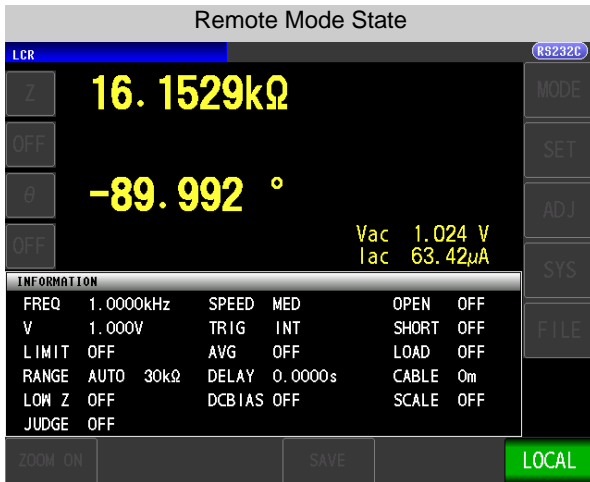 Remote Mode State
LCR RS232C
Z 16.1529kΩ MODE
OFF SET
θ -89.992 ° ADJ
OFF Vac 1.024 V
Iac 63.42μA SYS
INFORMATION
FREQ 1.0000kHz SPEED MED OPEN OFF
V 1.000V TRIG INT SHORT OFF FILE
LIMIT OFF AVG OFF LOAD OFF
RANGE AUTO 30kΩ DELAY 0.0000s CABLE 0m
LOW Z OFF DCBIAS OFF SCALE OFF
JUDGE OFF
ZOOM ON SAVE LOCAL